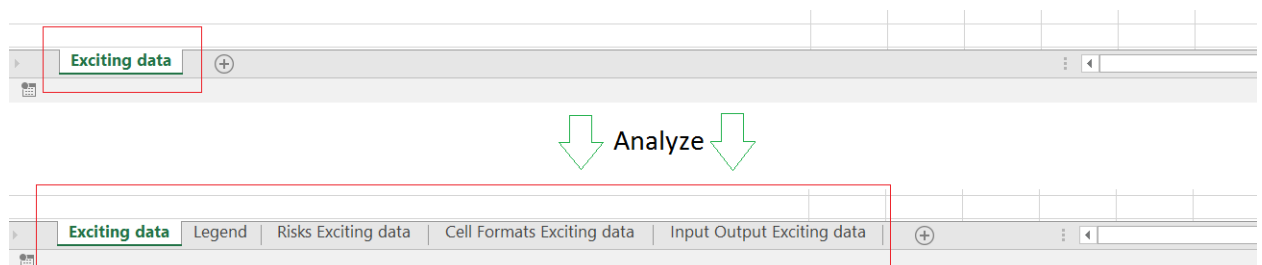 Exciting data
Analyze
Exciting data Legend Risks Exciting data Cell Formats Exciting data Input Output Exciting data